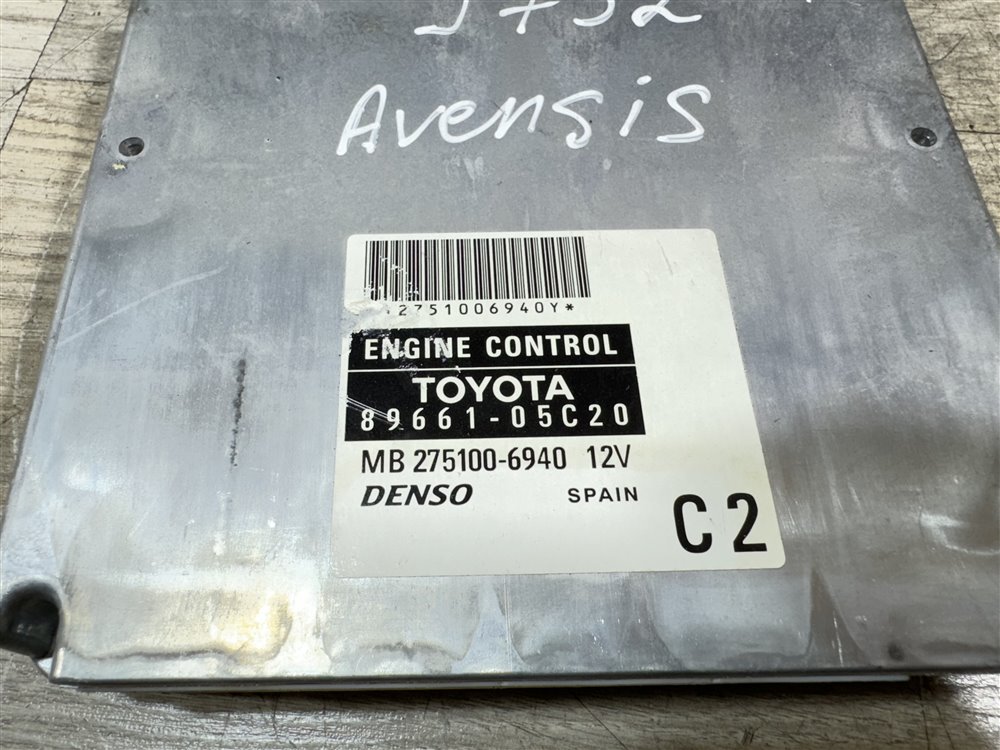 Avensis
2751006940Y*
ENGINE CONTROL
TOYOTA
89661-05C20
MB 275100-6940 12V
DENSO SPAIN
C2